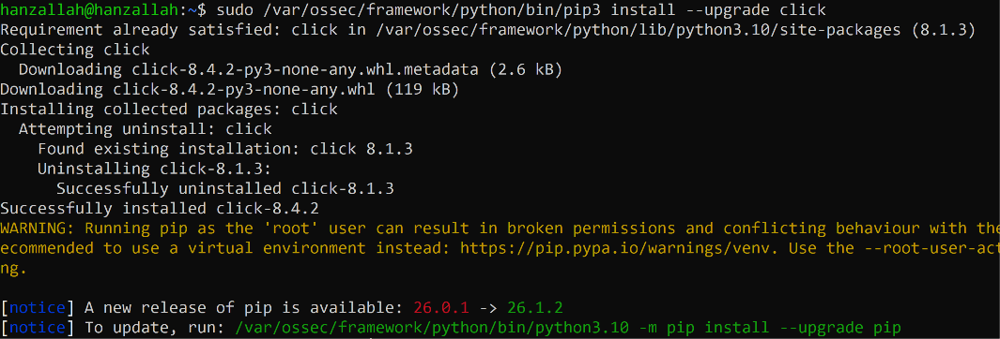 hanzallah@hanzallah:~$ sudo /var/ossec/framework/python/bin/pip3 install --upgrade click
Requirement already satisfied: click in /var/ossec/framework/python/lib/python3.10/site-packages (8.1.3)
Collecting click
  Downloading click-8.4.2-py3-none-any.whl.metadata (2.6 kB)
Downloading click-8.4.2-py3-none-any.whl (119 kB)
Installing collected packages: click
  Attempting uninstall: click
    Found existing installation: click 8.1.3
    Uninstalling click-8.1.3:
      Successfully uninstalled click-8.1.3
Successfully installed click-8.4.2
WARNING: Running pip as the 'root' user can result in broken permissions and conflicting behaviour with the
ecommended to use a virtual environment instead: https://pip.pypa.io/warnings/venv. Use the --root-user-act
ng.
[notice] A new release of pip is available: 26.0.1 -> 26.1.2
[notice] To update, run: /var/ossec/framework/python/bin/python3.10 -m pip install --upgrade pip